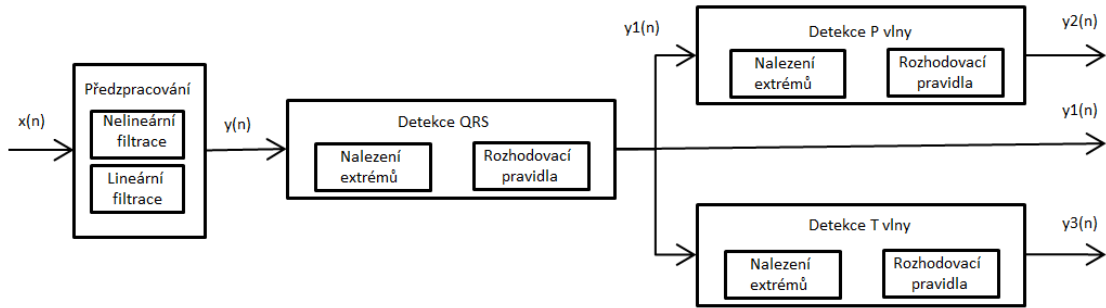 x(n)
Předzpracování
Nelineární
filtrace
Lineární
filtrace
y(n)
Detekce QRS
Nalezení
extrémů
Rozhodovací
pravidla
y1(n)
Detekce P vlny
Nalezení
extrémů
Rozhodovací
pravidla
y2(n)
y1(n)
Detekce T vlny
Nalezení
extrémů
Rozhodovací
pravidla
y3(n)